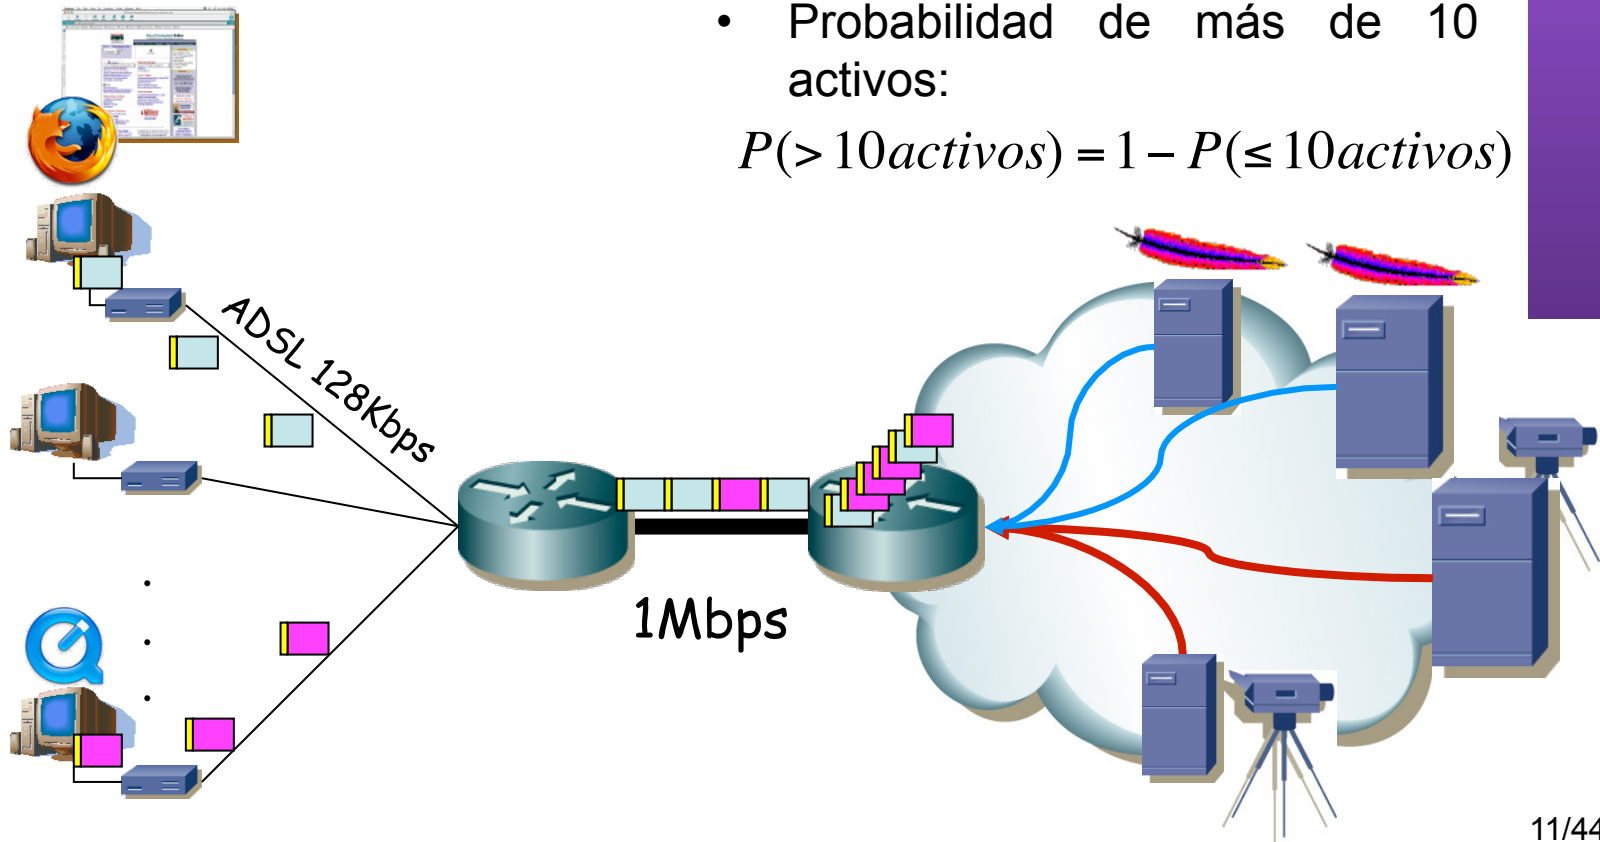 • Probabilidad de más de 10
activos:
P(> 10activos) = 1 − P(≤ 10activos)
ADSL 128Kbps
1Mbps
11/44